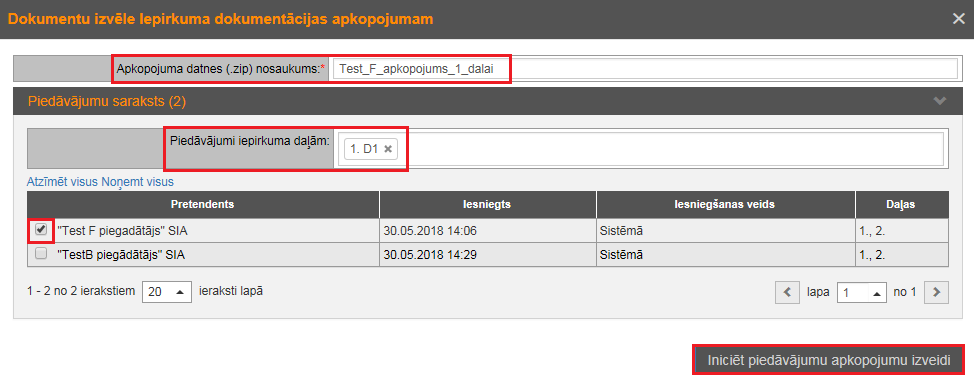 Dokumentu izvēle Iepirkuma dokumentācijas apkopojumam
Apkopojuma datnes (.zip) nosaukums:* Test_F_apkopojums_1_dalai
Piedāvājumu saraksts (2)
Piedāvājumi iepirkuma daļām: 1. D1
Atzīmēt visus Noņemt visus
Pretendents Iesniegts Iesniegšanas veids Daļas
"Test F piegadātājs" SIA 30.05.2018 14:06 Sistēmā 1., 2.
"TestB piegādātājs" SIA 30.05.2018 14:29 Sistēmā 1., 2.
1 - 2 no 2 ierakstiem 20 ieraksti lapā lapa 1 no 1
Iniciēt piedāvājumu apkopojumu izveidi